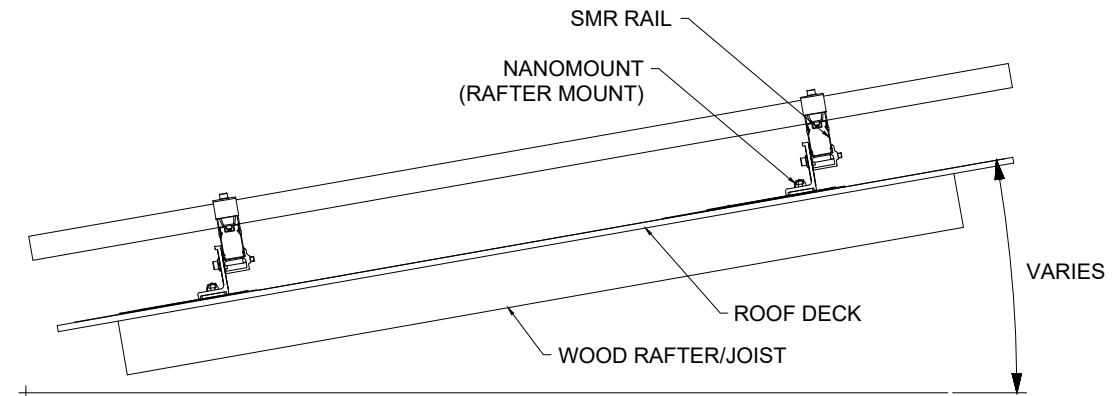 SMR RAIL
NANOMOUNT
(RAFTER MOUNT)
VARIES
ROOF DECK
WOOD RAFTER/JOIST